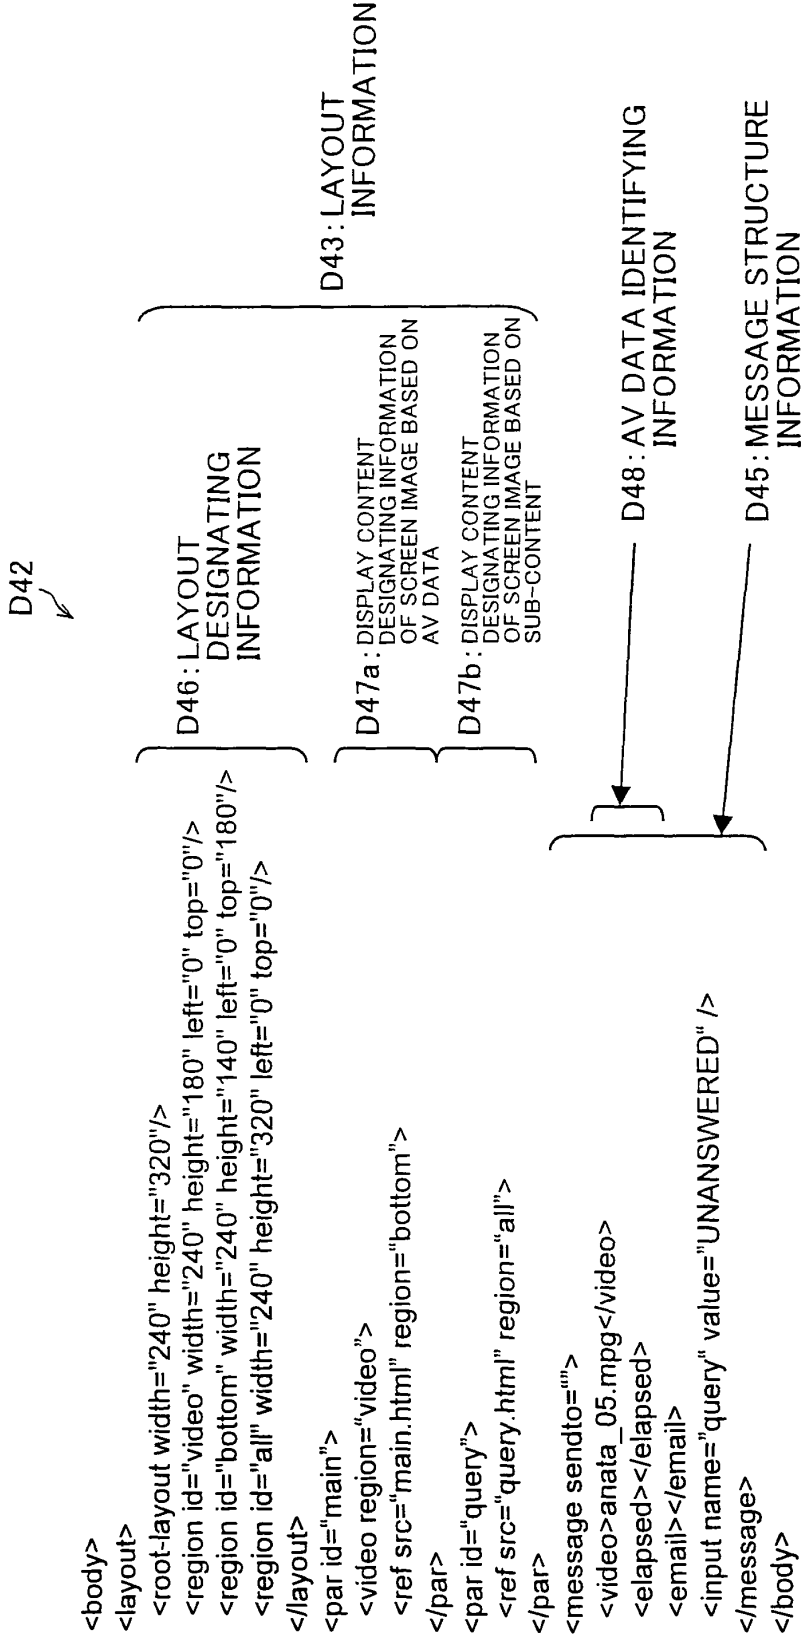 D42
<body>
<layout>
<root-layout width="240" height="320"/>
<region id="video" width="240" height="180" left="0" top="0"/>
<region id="bottom" width="240" height="140" left="0" top="180"/>
<region id="all" width="240" height="320" left="0" top="0"/>
</layout>
<par id="main">
<video region="video">
<ref src="main.html" region="bottom">
</par>
<par id="query">
<ref src="query.html" region="all">
</par>
<message sendto="">
<video>anata_05.mpg</video>
<elapsed></elapsed>
<email></email>
<input name="query" value="UNANSWERED" />
</message>
</body>
D46: LAYOUT
DESIGNATING
INFORMATION
D47a: DISPLAY CONTENT
DESIGNATING INFORMATION
OF SCREEN IMAGE BASED ON
AV DATA
D47b: DISPLAY CONTENT
DESIGNATING INFORMATION
OF SCREEN IMAGE BASED ON
SUB-CONTENT
D43: LAYOUT
INFORMATION
D48: AV DATA IDENTIFYING
INFORMATION
D45: MESSAGE STRUCTURE
INFORMATION